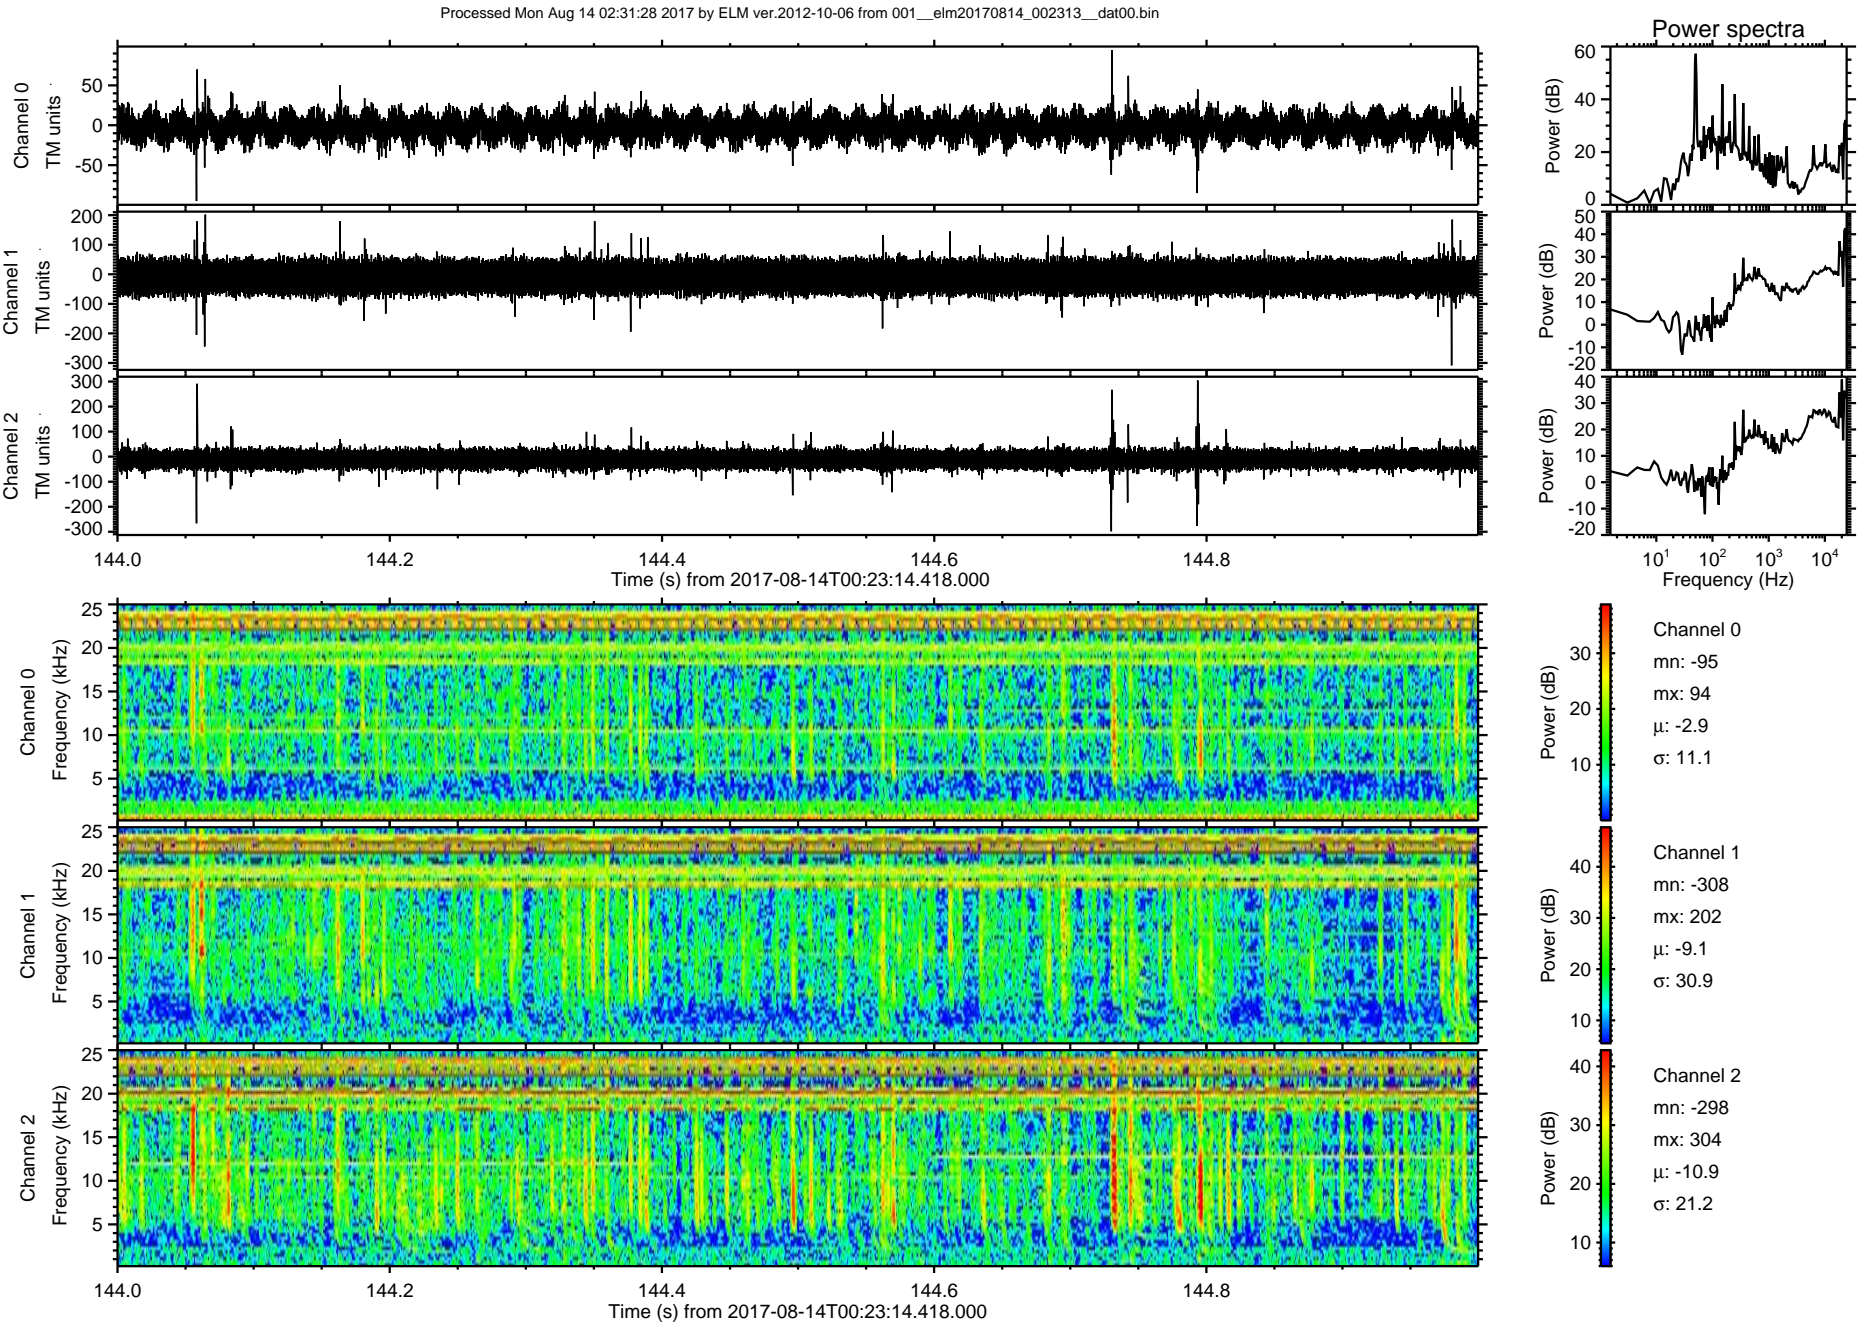 Processed Mon Aug 14 02:31:28 2017 by ELM ver.2012-10-06 from 001__elm20170814_002313__dat00.bin
Power spectra
Channel 0
TM units
50
0
-50
Power (dB)
60
40
20
0
Channel 1
TM units
200
100
0
-100
-200
-300
Power (dB)
50
40
30
20
10
0
-10
-20
Channel 2
TM units
300
200
100
0
-100
-200
-300
Power (dB)
40
30
20
10
0
-10
-20
144.0 144.2 144.4 144.6 144.8
Time (s) from 2017-08-14T00:23:14.418.000
10¹ 10² 10³ 10⁴
Frequency (Hz)
Channel 0
Frequency (kHz)
25
20
15
10
5
Power (dB)
30
20
10
Channel 0
mn: -95
mx: 94
μ: -2.9
σ: 11.1
Channel 1
Frequency (kHz)
25
20
15
10
5
Power (dB)
40
30
20
10
Channel 1
mn: -308
mx: 202
μ: -9.1
σ: 30.9
Channel 2
Frequency (kHz)
25
20
15
10
5
Power (dB)
40
30
20
10
Channel 2
mn: -298
mx: 304
μ: -10.9
σ: 21.2
144.0 144.2 144.4 144.6 144.8
Time (s) from 2017-08-14T00:23:14.418.000